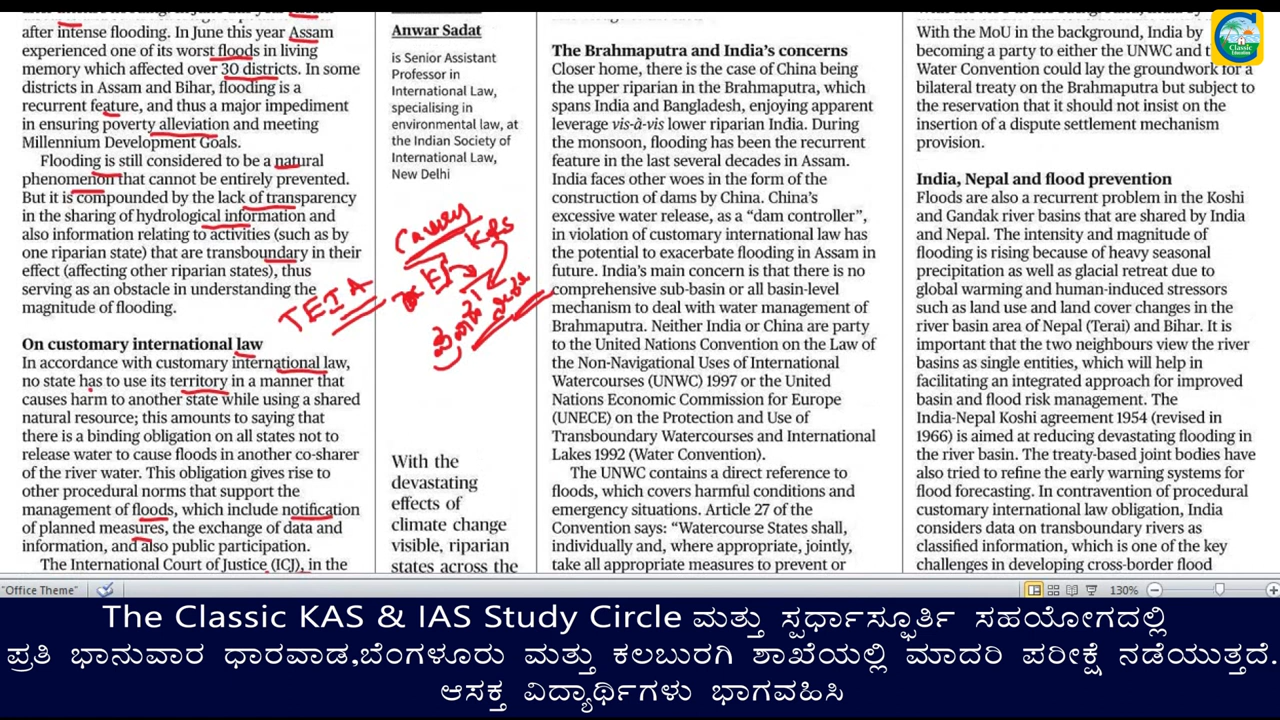 after intense flooding. In June this year Assam
experienced one of its worst floods in living
memory which affected over 30 districts. In some
districts in Assam and Bihar, flooding is a
recurrent feature, and thus a major impediment
in ensuring poverty alleviation and meeting
Millennium Development Goals.
Flooding is still considered to be a natural
phenomenon that cannot be entirely prevented.
But it is compounded by the lack of transparency
in the sharing of hydrological information and
also information relating to activities (such as by
one riparian state) that are transboundary in their
effect (affecting other riparian states), thus
serving as an obstacle in understanding the
magnitude of flooding.
On customary international law
In accordance with customary international law,
no state has to use its territory in a manner that
causes harm to another state while using a shared
natural resource; this amounts to saying that
there is a binding obligation on all states not to
release water to cause floods in another co-sharer
of the river water. This obligation gives rise to
other procedural norms that support the
management of floods, which include notification
of planned measures, the exchange of data and
information, and also public participation.
The International Court of Justice (ICJ), in the
Anwar Sadat
is Senior Assistant
Professor in
International Law,
specialising in
environmental law, at
the Indian Society of
International Law,
New Delhi
Cauvery
KRS
TEIA
With the
devastating
effects of
climate change
visible, riparian
states across the
The Brahmaputra and India's concerns
Closer home, there is the case of China being
the upper riparian in the Brahmaputra, which
spans India and Bangladesh, enjoying apparent
leverage vis-à-vis lower riparian India. During
the monsoon, flooding has been the recurrent
feature in the last several decades in Assam.
India faces other woes in the form of the
construction of dams by China. China's
excessive water release, as a “dam controller”,
in violation of customary international law has
the potential to exacerbate flooding in Assam in
future. India's main concern is that there is no
comprehensive sub-basin or all basin-level
mechanism to deal with water management of
Brahmaputra. Neither India or China are party
to the United Nations Convention on the Law of
the Non-Navigational Uses of International
Watercourses (UNWC) 1997 or the United
Nations Economic Commission for Europe
(UNECE) on the Protection and Use of
Transboundary Watercourses and International
Lakes 1992 (Water Convention).
The UNWC contains a direct reference to
floods, which covers harmful conditions and
emergency situations. Article 27 of the
Convention says: “Watercourse States shall,
individually and, where appropriate, jointly,
take all appropriate measures to prevent or
With the MoU in the background, India by
becoming a party to either the UNWC and
Water Convention could lay the groundwork for a
bilateral treaty on the Brahmaputra but subject to
the reservation that it should not insist on the
insertion of a dispute settlement mechanism
provision.
India, Nepal and flood prevention
Floods are also a recurrent problem in the Koshi
and Gandak river basins that are shared by India
and Nepal. The intensity and magnitude of
flooding is rising because of heavy seasonal
precipitation as well as glacial retreat due to
global warming and human-induced stressors
such as land use and land cover changes in the
river basin area of Nepal (Terai) and Bihar. It is
important that the two neighbours view the river
basins as single entities, which will help in
facilitating an integrated approach for improved
basin and flood risk management. The
India-Nepal Koshi agreement 1954 (revised in
1966) is aimed at reducing devastating flooding in
the river basin. The treaty-based joint bodies have
also tried to refine the early warning systems for
flood forecasting. In contravention of procedural
customary international law obligation, India
considers data on transboundary rivers as
classified information, which is one of the key
challenges in developing cross-border flood
Classic
Education
"Office Theme"
130%
The Classic KAS & IAS Study Circle ಮತ್ತು ಸ್ಪರ್ಧಾಸ್ಫೂರ್ತಿ ಸಹಯೋಗದಲ್ಲಿ
ಪ್ರತಿ ಭಾನುವಾರ ಧಾರವಾಡ,ಬೆಂಗಳೂರು ಮತ್ತು ಕಲಬುರಗಿ ಶಾಖೆಯಲ್ಲಿ ಮಾದರಿ ಪರೀಕ್ಷೆ ನಡೆಯುತ್ತದೆ.
ಆಸಕ್ತ ವಿದ್ಯಾರ್ಥಿಗಳು ಭಾಗವಹಿಸಿ